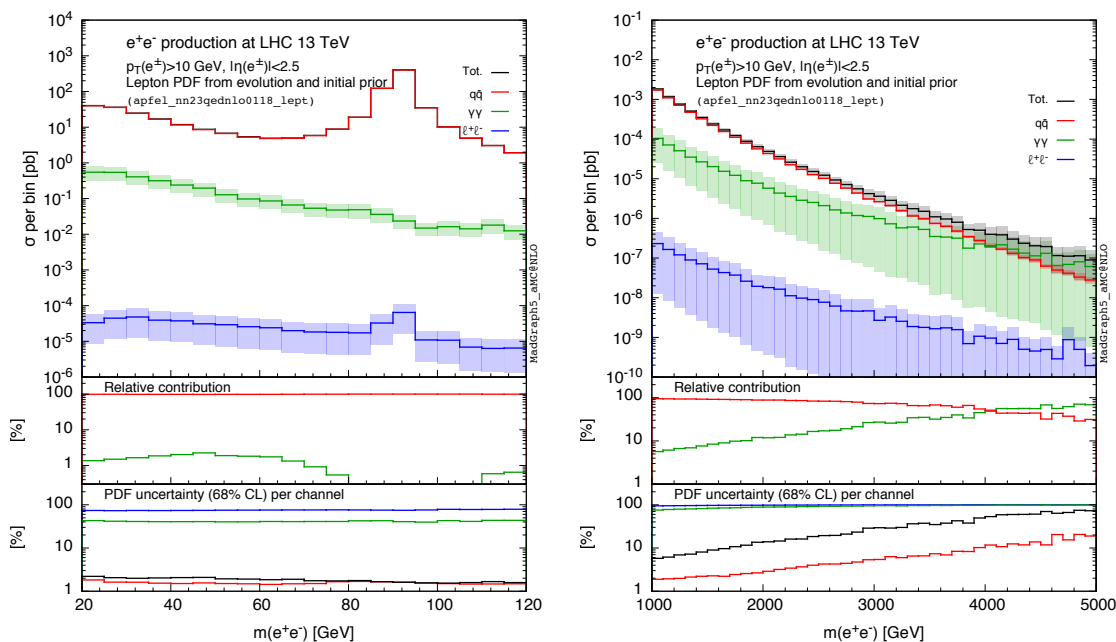 10⁴
10³
10²
10¹
10⁰
10⁻¹
10⁻²
10⁻³
10⁻⁴
10⁻⁵
10⁻⁶
σ per bin [pb]
e⁺e⁻ production at LHC 13 TeV
p_T(e^±)>10 GeV, |η(e^±)|<2.5
Lepton PDF from evolution and initial prior
(apfel_nn23qednlo0118_lept)
Tot.
qq̄
γγ
ℓ⁺ℓ⁻
MadGraph5_aMC@NLO
Relative contribution
100
10
1
[%]
PDF uncertainty (68% CL) per channel
100
10
1
[%]
20
40
60
80
100
120
m(e⁺e⁻) [GeV]
10⁻¹
10⁻²
10⁻³
10⁻⁴
10⁻⁵
10⁻⁶
10⁻⁷
10⁻⁸
10⁻⁹
10⁻¹⁰
σ per bin [pb]
e⁺e⁻ production at LHC 13 TeV
p_T(e^±)>10 GeV, |η(e^±)|<2.5
Lepton PDF from evolution and initial prior
(apfel_nn23qednlo0118_lept)
Tot.
qq̄
γγ
ℓ⁺ℓ⁻
MadGraph5_aMC@NLO
Relative contribution
100
10
1
[%]
PDF uncertainty (68% CL) per channel
100
10
1
[%]
1000
2000
3000
4000
5000
m(e⁺e⁻) [GeV]